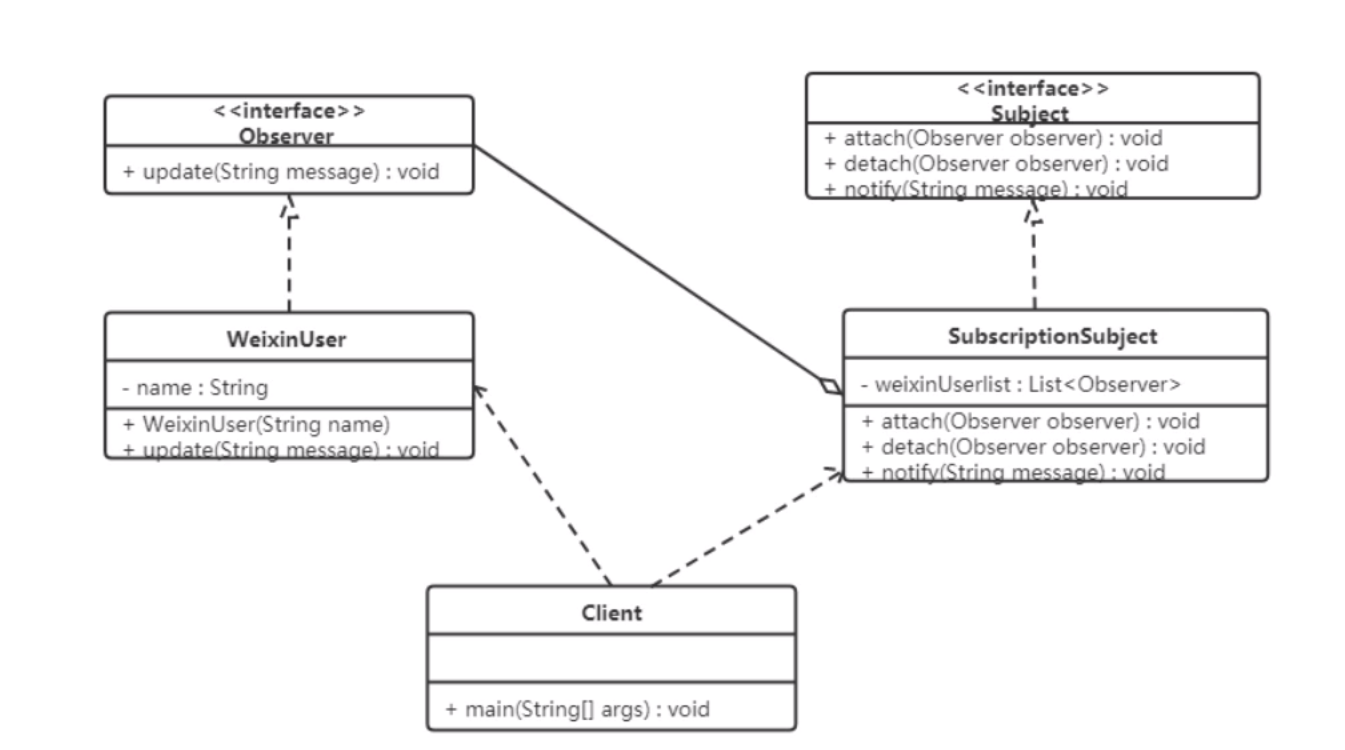 <<interface>>
Observer
+ update(String message) : void
<<interface>>
Subject
+ attach(Observer observer) : void
+ detach(Observer observer) : void
+ notify(String message) : void
WeixinUser
- name : String
+ WeixinUser(String name)
+ update(String message) : void
SubscriptionSubject
- weixinUserlist : List<Observer>
+ attach(Observer observer) : void
+ detach(Observer observer) : void
+ notify(String message) : void
Client
+ main(String[] args) : void